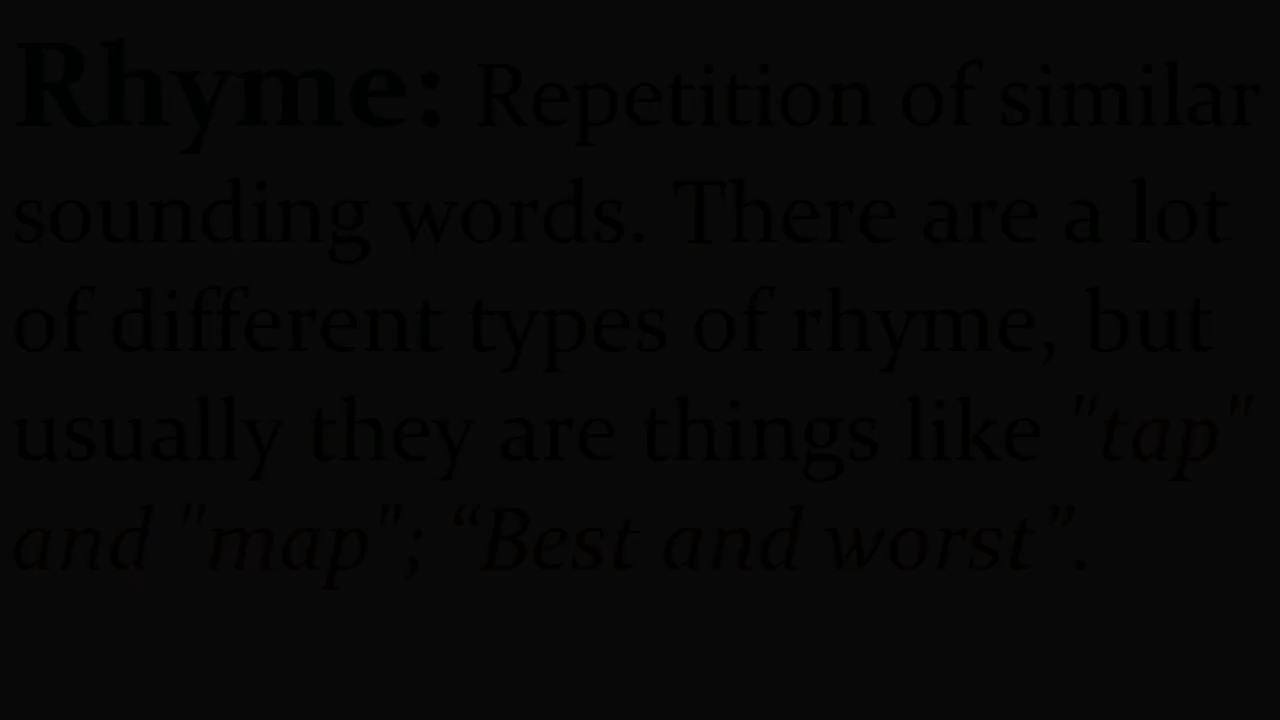 Rhyme: Repetition of similar
sounding words. There are a lot
of different types of rhyme, but
usually they are things like "tap"
and "map"; “Best and worst”.